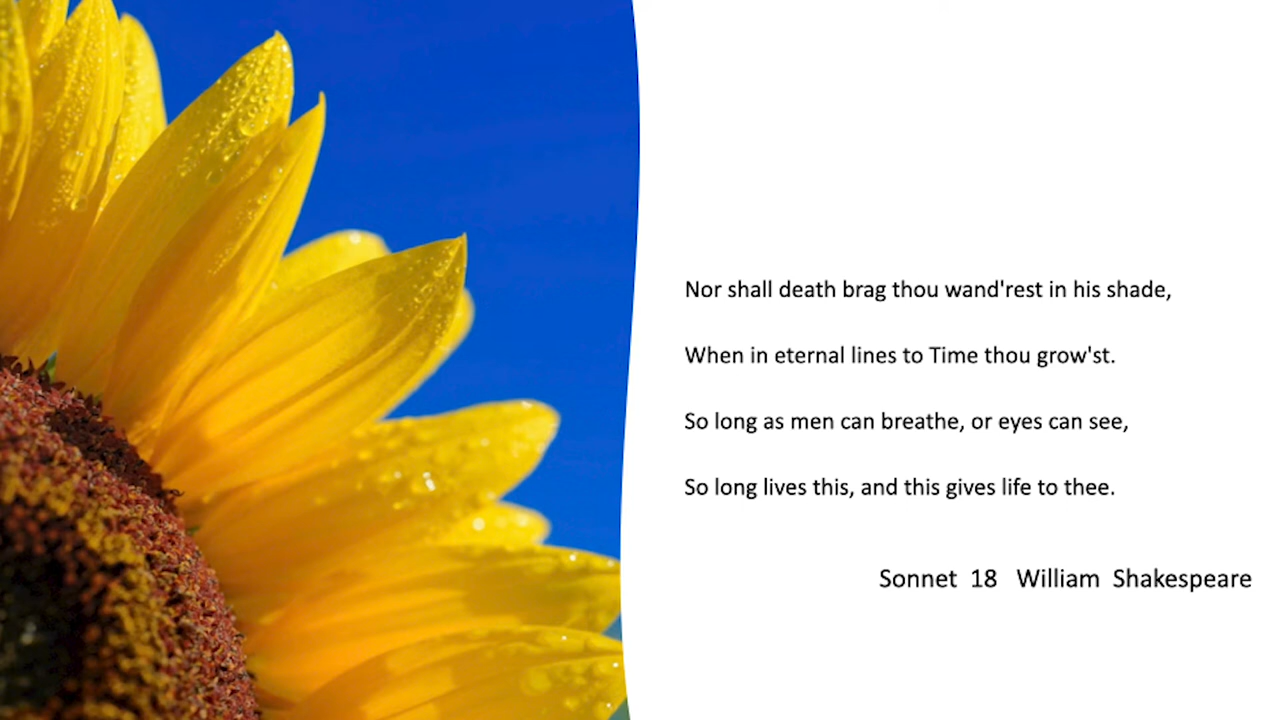 Nor shall death brag thou wand'rest in his shade,
When in eternal lines to Time thou grow'st.
So long as men can breathe, or eyes can see,
So long lives this, and this gives life to thee.
Sonnet 18 William Shakespeare